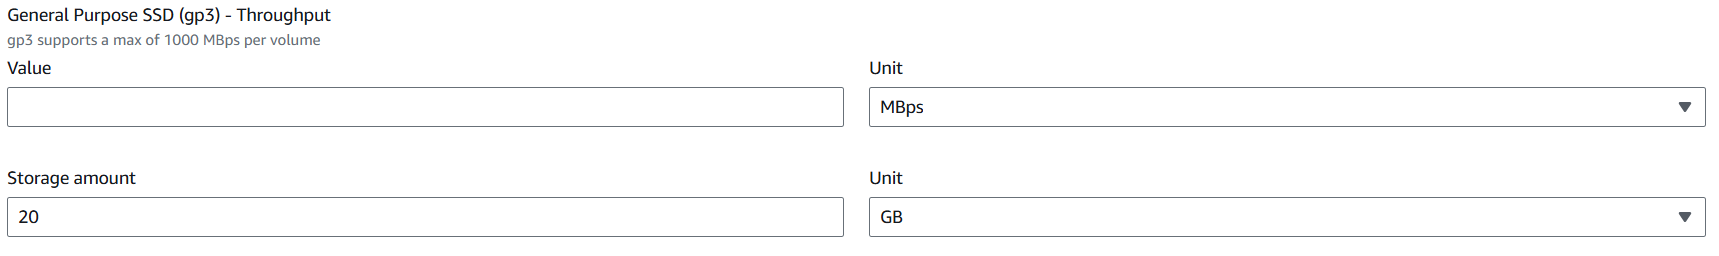 General Purpose SSD (gp3) - Throughput
gp3 supports a max of 1000 MBps per volume
Value
Unit
MBps
Storage amount
Unit
20
GB